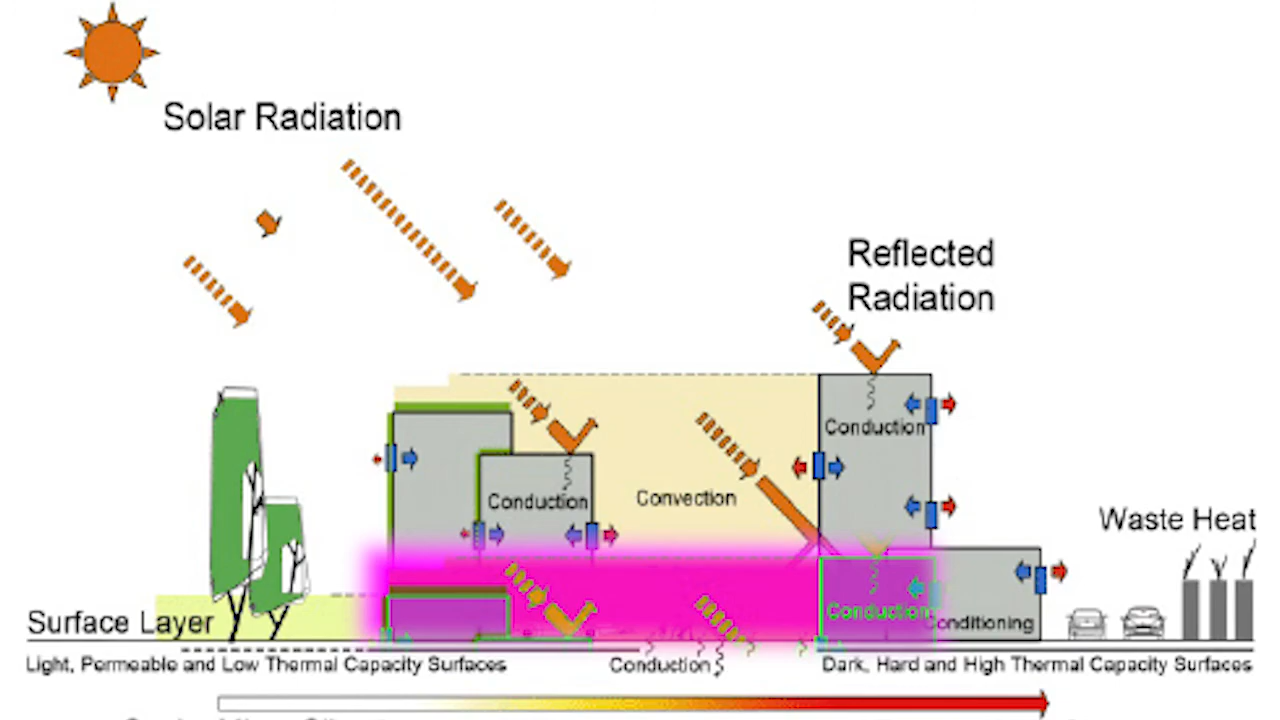 Solar Radiation
Reflected
Radiation
Conduction
Conduction
Convection
Waste Heat
Conduction
Surface Layer
Light, Permeable and Low Thermal Capacity Surfaces
Conduction
Dark, Hard and High Thermal Capacity Surfaces